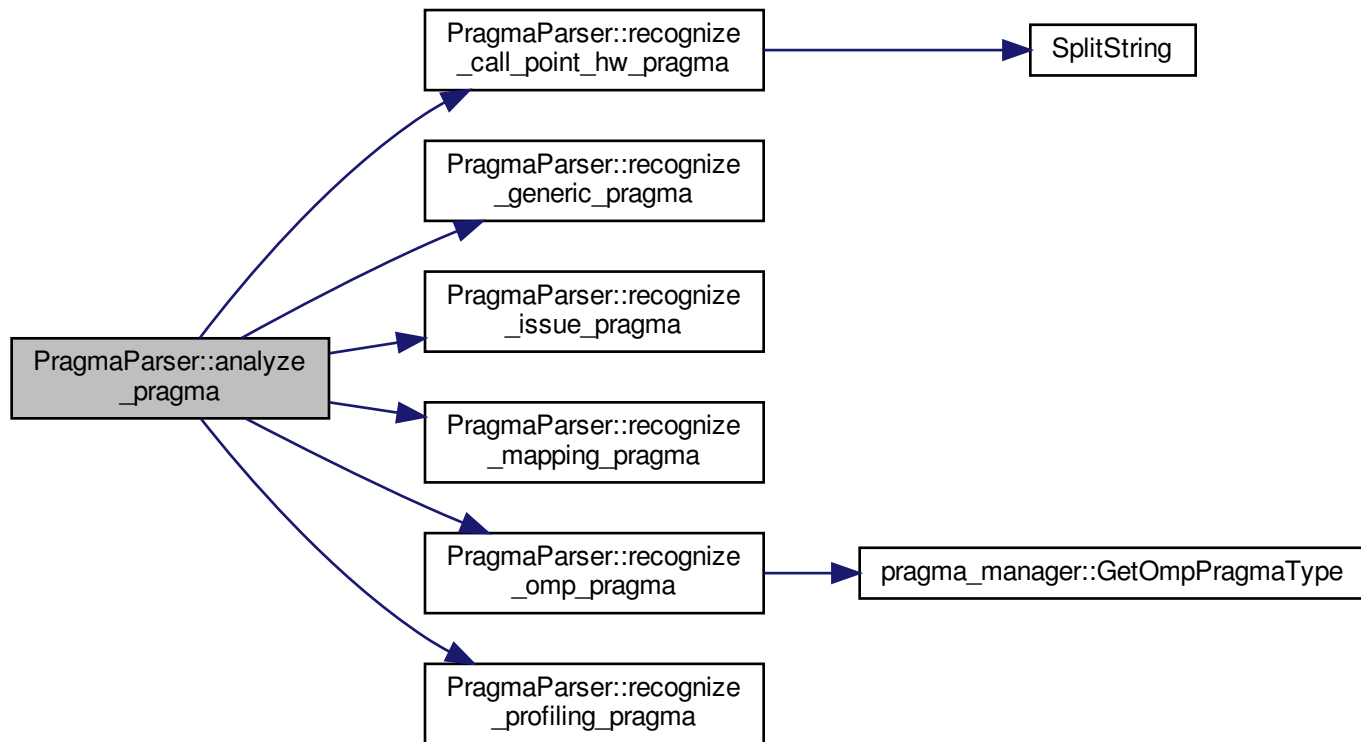 PragmaParser::recognize
_call_point_hw_pragma
SplitString
PragmaParser::recognize
_generic_pragma
PragmaParser::recognize
_issue_pragma
PragmaParser::analyze
_pragma
PragmaParser::recognize
_mapping_pragma
PragmaParser::recognize
_omp_pragma
pragma_manager::GetOmpPragmaType
PragmaParser::recognize
_profiling_pragma